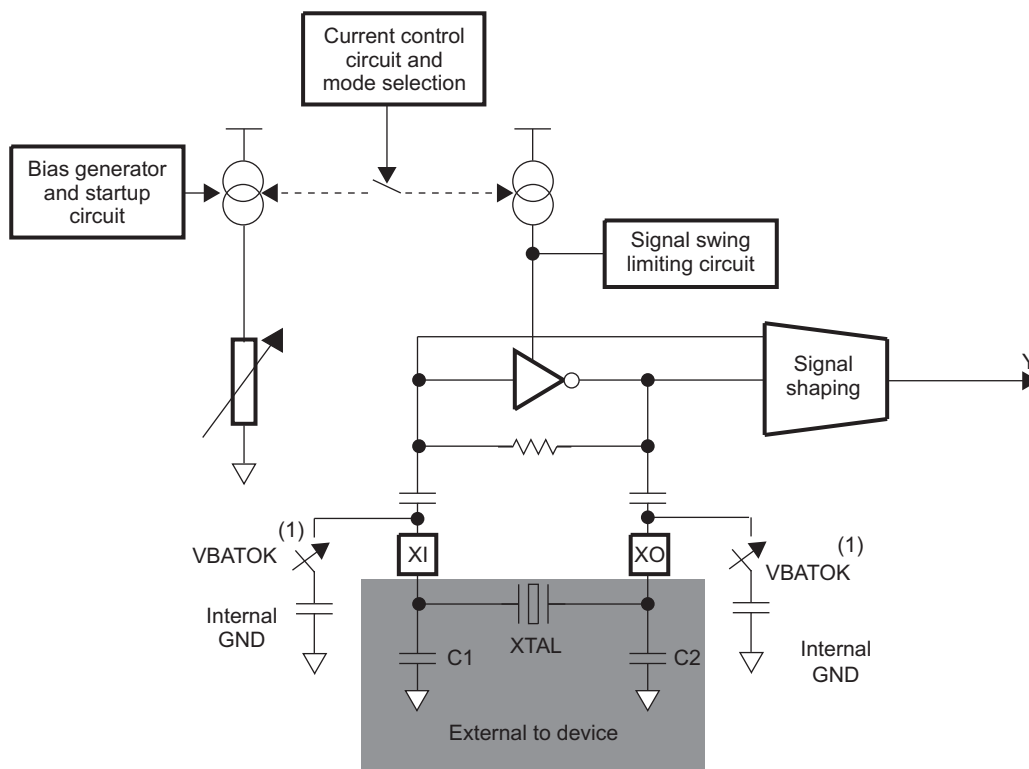 Current control
circuit and
mode selection
Bias generator
and startup
circuit
Signal swing
limiting circuit
Signal
shaping
Y
(1)
VBATOK
XI
XO
(1)
VBATOK
Internal
GND
XTAL
C1
C2
Internal
GND
External to device